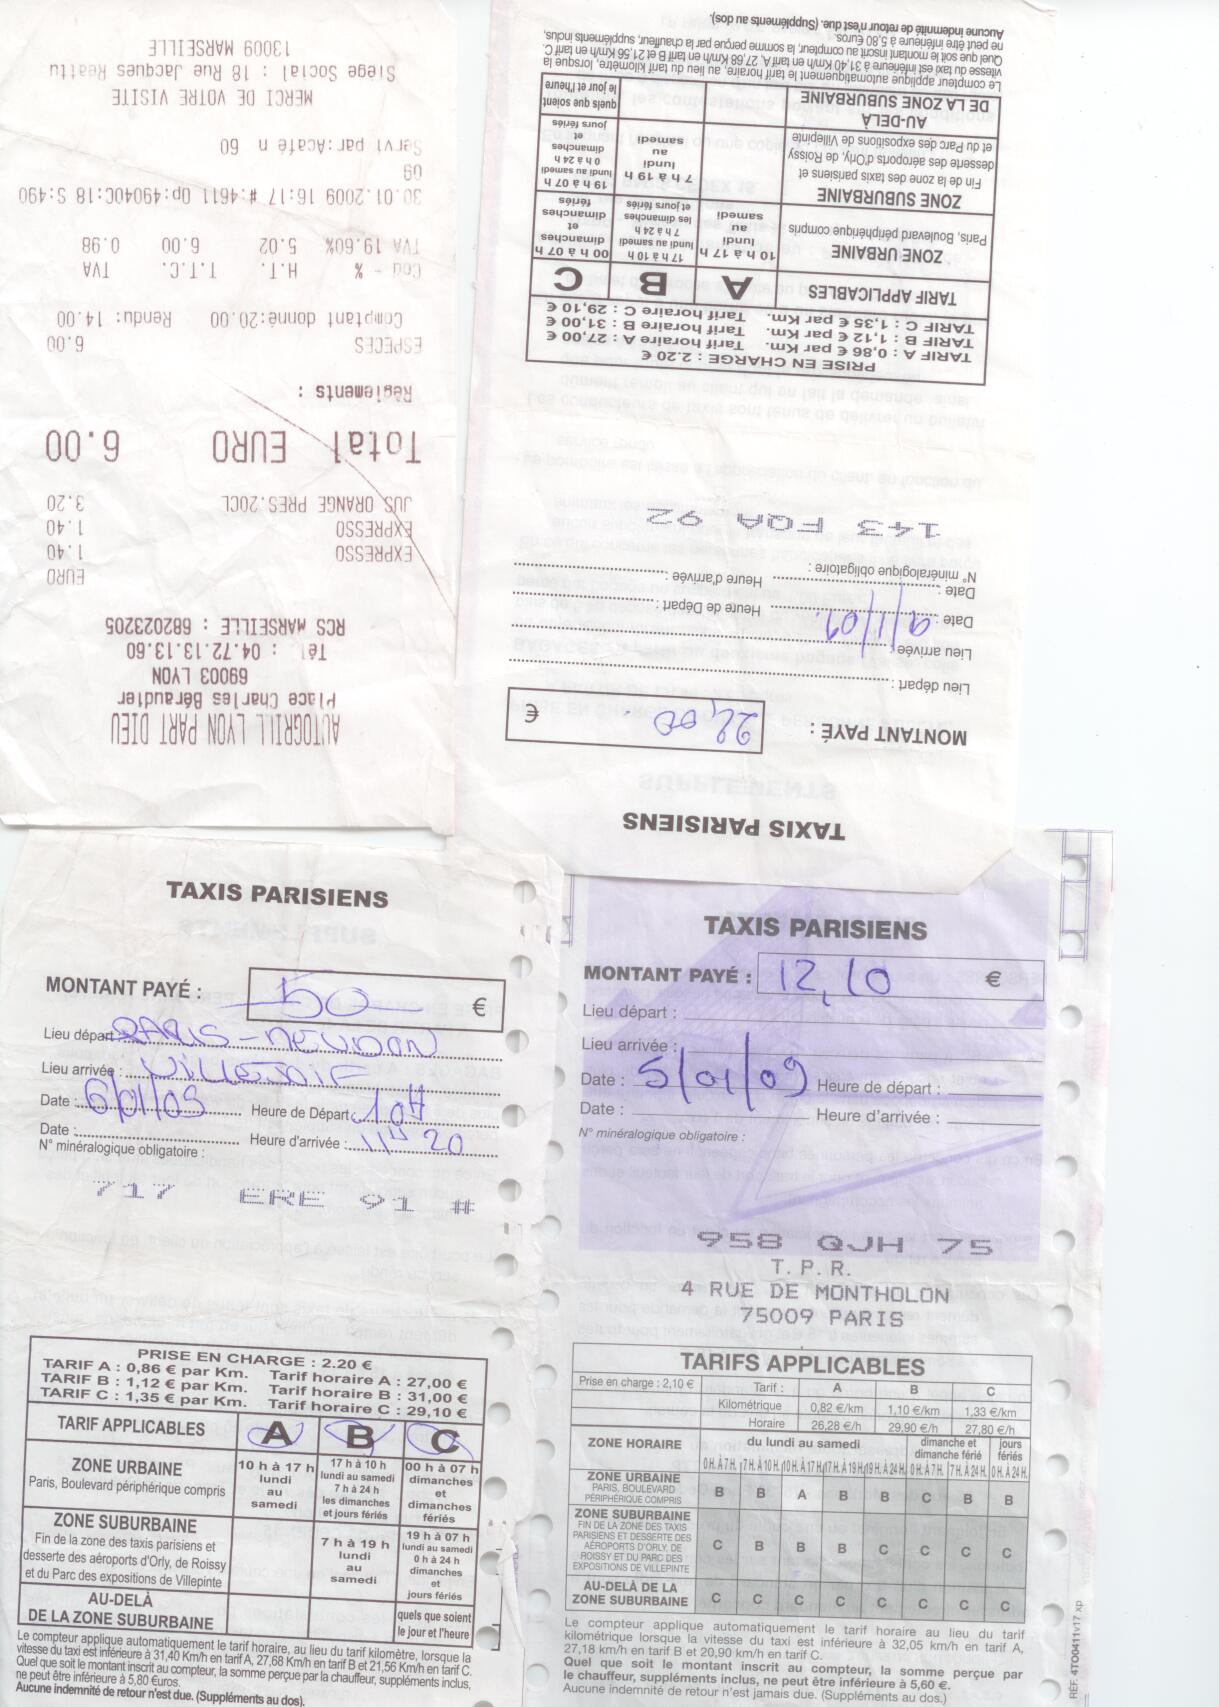 AUTOGRILL LYON PART DIEU
Place Charles Béraudier
69003 LYON
Tél. : 04.72.13.13.60
RCS MARSEILLE : 682023205
EURO
EXPRESSO 1.40
EXPRESSO 1.40
JUS ORANGE PRES.20CL 3.20
Total EURO 6.00
Règlements :
ESPECES 6.00
Comptant donné:20.00 Rendu: 14.00
Cou - % H.T. T.T.C. TVA
TVA 19.60% 5.02 6.00 0.98
30.01.2009 16:17 #:4611 Op:49040C:18 S:490
09
Servi par:Acafé n 60
MERCI DE VOTRE VISITE
Siège Social : 18 Rue Jacques Reattu
13009 MARSEILLE
TAXIS PARISIENS
MONTANT PAYÉ : 22,00 €
Lieu départ :
Lieu arrivée :
Date : 9/1/09. Heure de Départ :
Date : Heure d'arrivée :
N° minéralogique obligatoire :
143 FQA 92
PRISE EN CHARGE : 2.20 €
TARIF A : 0,86 € par Km. Tarif horaire A : 27,00 €
TARIF B : 1,12 € par Km. Tarif horaire B : 31,00 €
TARIF C : 1,35 € par Km. Tarif horaire C : 29,10 €
TARIF APPLICABLES A B C
ZONE URBAINE
Paris, Boulevard périphérique compris
10 h à 17 h
lundi
au
samedi
17 h à 10 h
lundi au samedi
7 h à 24 h
les dimanches
et jours fériés
00 h à 07 h
dimanches
et
dimanches
fériés
ZONE SUBURBAINE
Fin de la zone des taxis parisiens et
desserte des aéroports d'Orly, de Roissy
et du Parc des expositions de Villepinte
7 h à 19 h
lundi
au
samedi
19 h à 07 h
lundi au samedi
0 h à 24 h
dimanches
et
jours fériés
AU-DELÀ
DE LA ZONE SUBURBAINE
quels que soient
le jour et l'heure
Le compteur applique automatiquement le tarif horaire, au lieu du tarif kilomètre, lorsque la
vitesse du taxi est inférieure à 31,40 Km/h en tarif A, 27,68 Km/h en tarif B et 21,56 Km/h en tarif C.
Quel que soit le montant inscrit au compteur, la somme perçue par la chauffeur, suppléments inclus,
ne peut être inférieure à 5,80 Euros.
Aucune indemnité de retour n'est due. (Suppléments au dos).
TAXIS PARISIENS
MONTANT PAYÉ : 50 €
Lieu départ : PARIS-MEUDON
Lieu arrivée : VILLEJUIF
Date : 6/01/09 Heure de Départ : 10H
Date : Heure d'arrivée : 11H 20
N° minéralogique obligatoire :
717 ERE 91 #
PRISE EN CHARGE : 2.20 €
TARIF A : 0,86 € par Km. Tarif horaire A : 27,00 €
TARIF B : 1,12 € par Km. Tarif horaire B : 31,00 €
TARIF C : 1,35 € par Km. Tarif horaire C : 29,10 €
TARIF APPLICABLES A B C
ZONE URBAINE
Paris, Boulevard périphérique compris
10 h à 17 h
lundi
au
samedi
17 h à 10 h
lundi au samedi
7 h à 24 h
les dimanches
et jours fériés
00 h à 07 h
dimanches
et
dimanches
fériés
ZONE SUBURBAINE
Fin de la zone des taxis parisiens et
desserte des aéroports d'Orly, de Roissy
et du Parc des expositions de Villepinte
7 h à 19 h
lundi
au
samedi
19 h à 07 h
lundi au samedi
0 h à 24 h
dimanches
et
jours fériés
AU-DELÀ
DE LA ZONE SUBURBAINE
quels que soient
le jour et l'heure
Le compteur applique automatiquement le tarif horaire, au lieu du tarif kilomètre, lorsque la
vitesse du taxi est inférieure à 31,40 Km/h en tarif A, 27,68 Km/h en tarif B et 21,56 Km/h en tarif C.
Quel que soit le montant inscrit au compteur, la somme perçue par la chauffeur, suppléments inclus,
ne peut être inférieure à 5,80 Euros.
Aucune indemnité de retour n'est due. (Suppléments au dos).
TAXIS PARISIENS
MONTANT PAYÉ : 12,10 €
Lieu départ :
Lieu arrivée :
Date : 5/01/09 Heure de départ :
Date : Heure d'arrivée :
N° minéralogique obligatoire :
958 QJH 75
T. P. R.
4 RUE DE MONTHOLON
75009 PARIS
TARIFS APPLICABLES
Prise en charge : 2,10 € Tarif : A B C
Kilométrique 0,82 €/km 1,10 €/km 1,33 €/km
Horaire 26,28 €/h 29,90 €/h 27,80 €/h
ZONE HORAIRE du lundi au samedi dimanche et dimanche férié jours fériés
0 H. À 7 H. 7 H. À 10 H. 10 H. À 17 H. 17 H. À 19 H. 19 H. À 24 H. 0 H. À 7 H. 7 H. À 24 H. 0 H. À 24 H.
ZONE URBAINE
PARIS, BOULEVARD
PÉRIPHÉRIQUE COMPRIS
B B A B B C B B
ZONE SUBURBAINE
FIN DE LA ZONE DES TAXIS
PARISIENS ET DESSERTE DES
AÉROPORTS D'ORLY, DE
ROISSY ET DU PARC DES
EXPOSITIONS DE VILLEPINTE
C B B B C C C C
AU-DELÀ DE LA
ZONE SUBURBAINE
C C C C C C C C
Le compteur applique automatiquement le tarif horaire au lieu du tarif
kilométrique lorsque la vitesse du taxi est inférieure à 32,05 km/h en tarif A,
27,18 km/h en tarif B et 20,90 km/h en tarif C.
Quel que soit le montant inscrit au compteur, la somme perçue par
le chauffeur, suppléments inclus, ne peut être inférieure à 5,60 €.
Aucune indemnité de retour n'est jamais due. (Suppléments au dos.)
RÉF. 4TO0411v17 xp